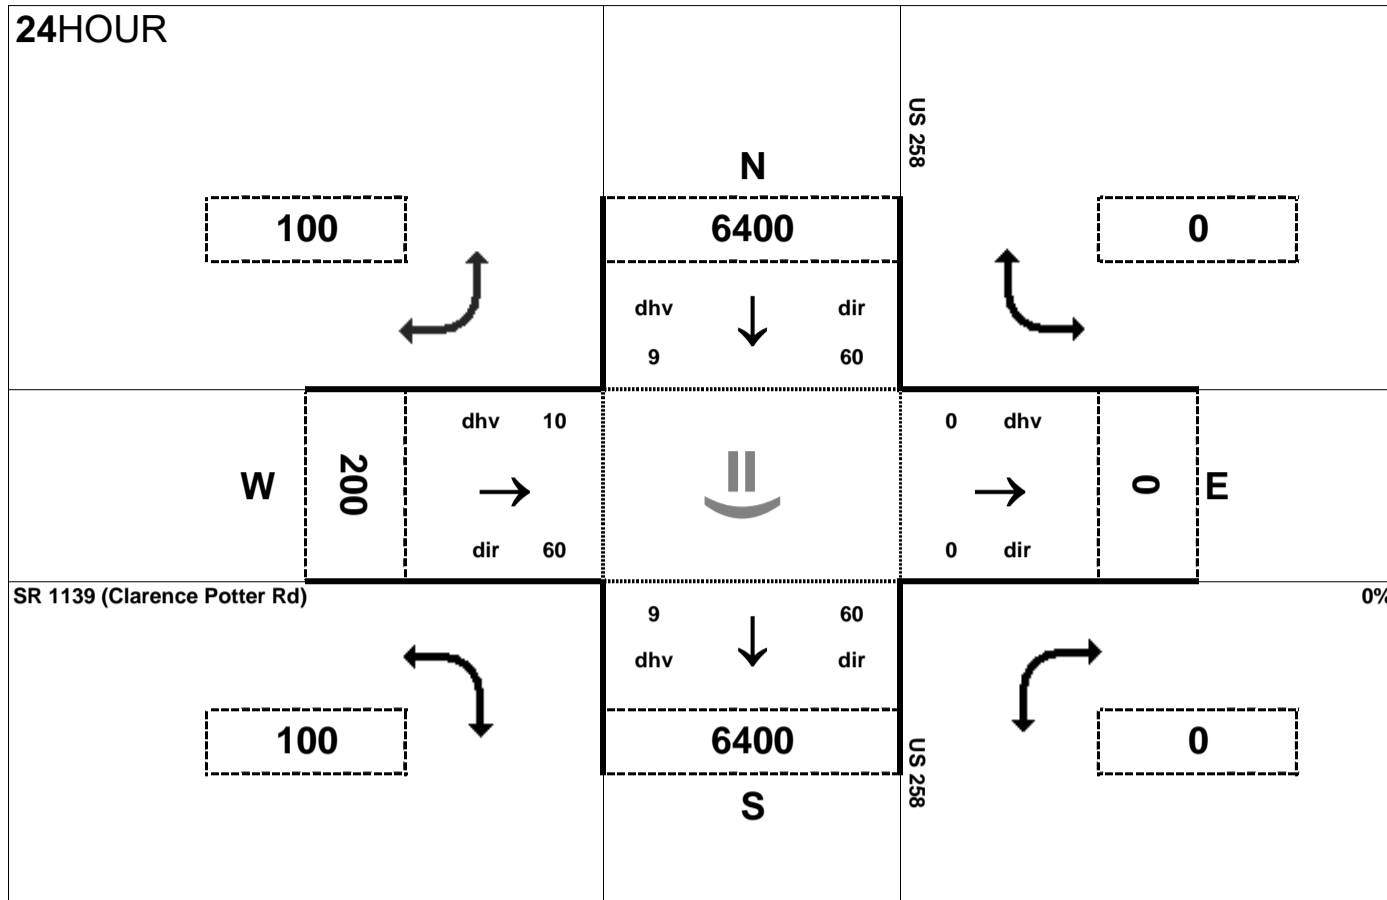 24HOUR
US 258
N
100
6400
0
dhv
dir
9
60
dhv 10
0 dhv
W
200
0
E
dir 60
0 dir
SR 1139 (Clarence Potter Rd)
0%
9
60
dhv
dir
100
6400
0
US 258
S